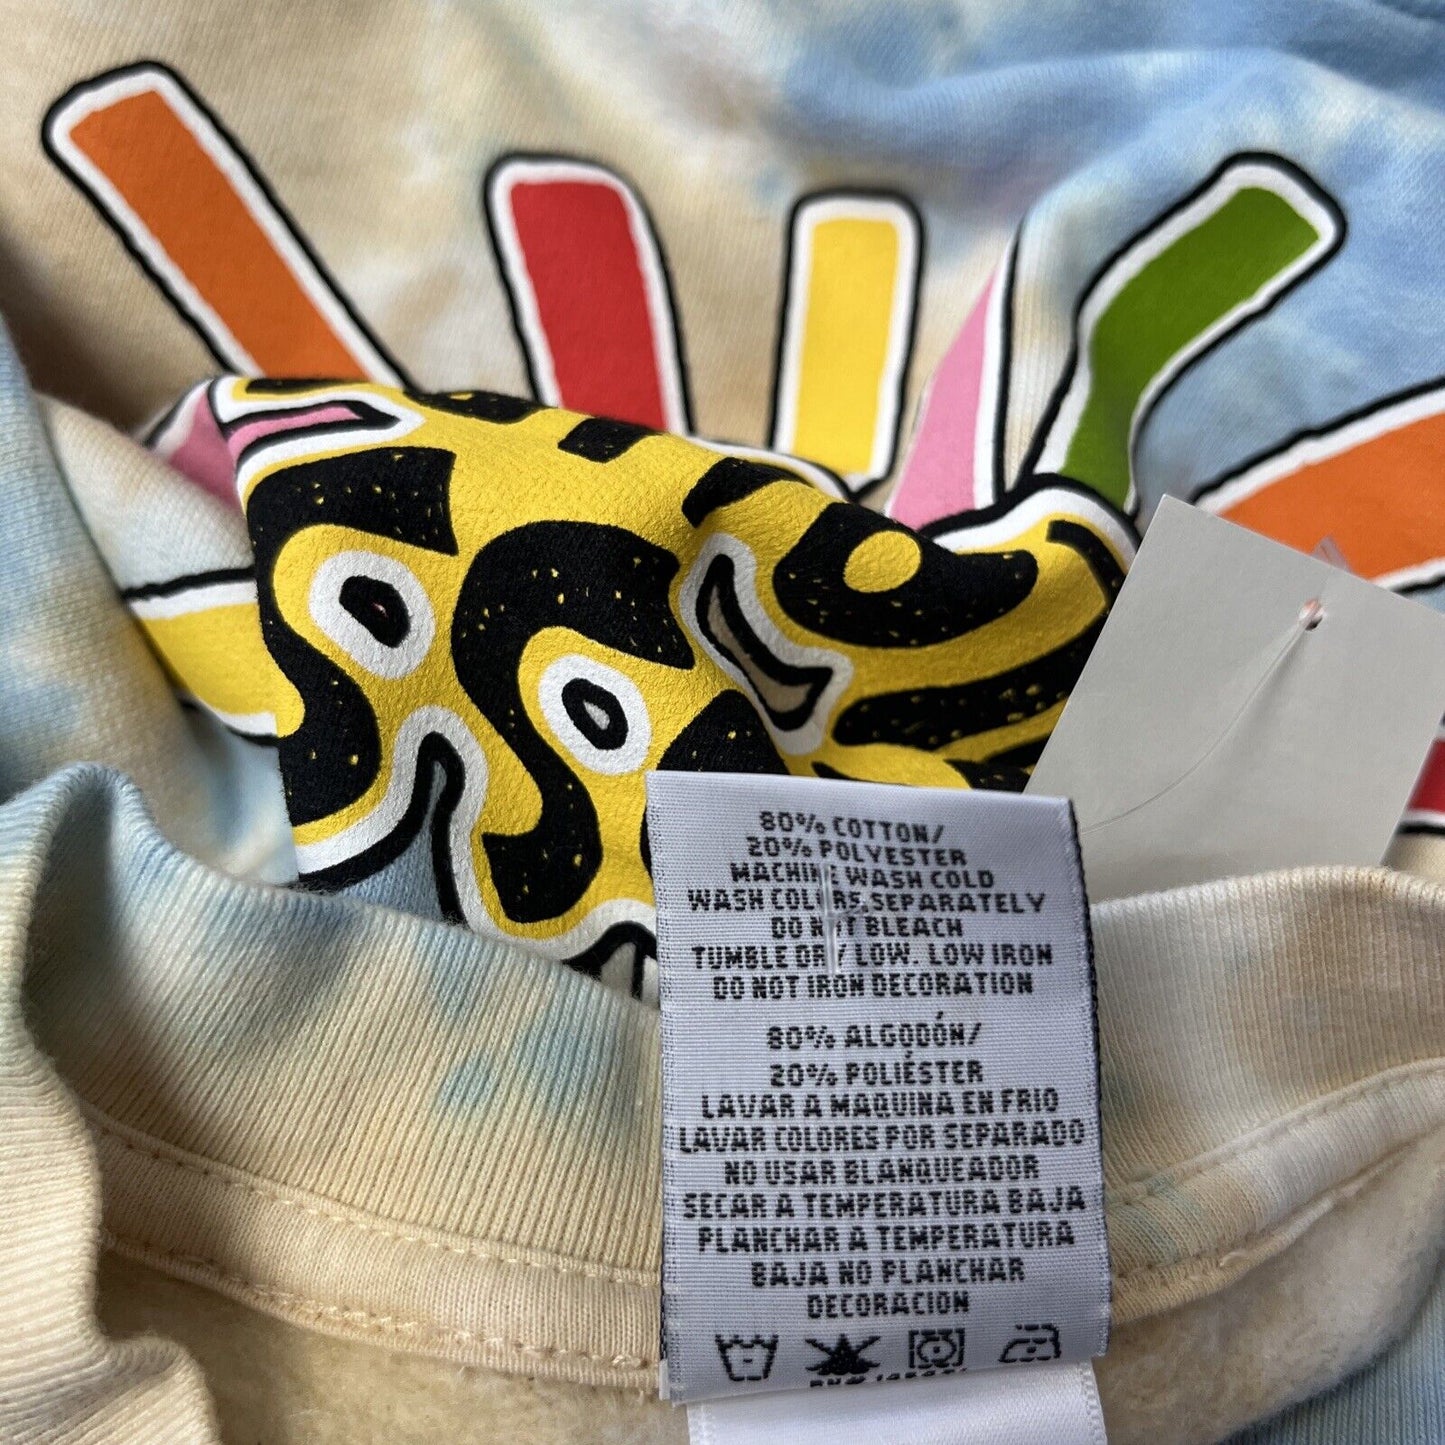 80% COTTON/
20% POLYESTER
MACHINE WASH COLD
WASH COLORS SEPARATELY
DO NOT BLEACH
TUMBLE DRY LOW. LOW IRON
DO NOT IRON DECORATION
80% ALGODÓN/
20% POLIÉSTER
LAVAR A MAQUINA EN FRIO
LAVAR COLORES POR SEPARADO
NO USAR BLANQUEADOR
SECAR A TEMPERATURA BAJA
PLANCHAR A TEMPERATURA
BAJA NO PLANCHAR
DECORACION